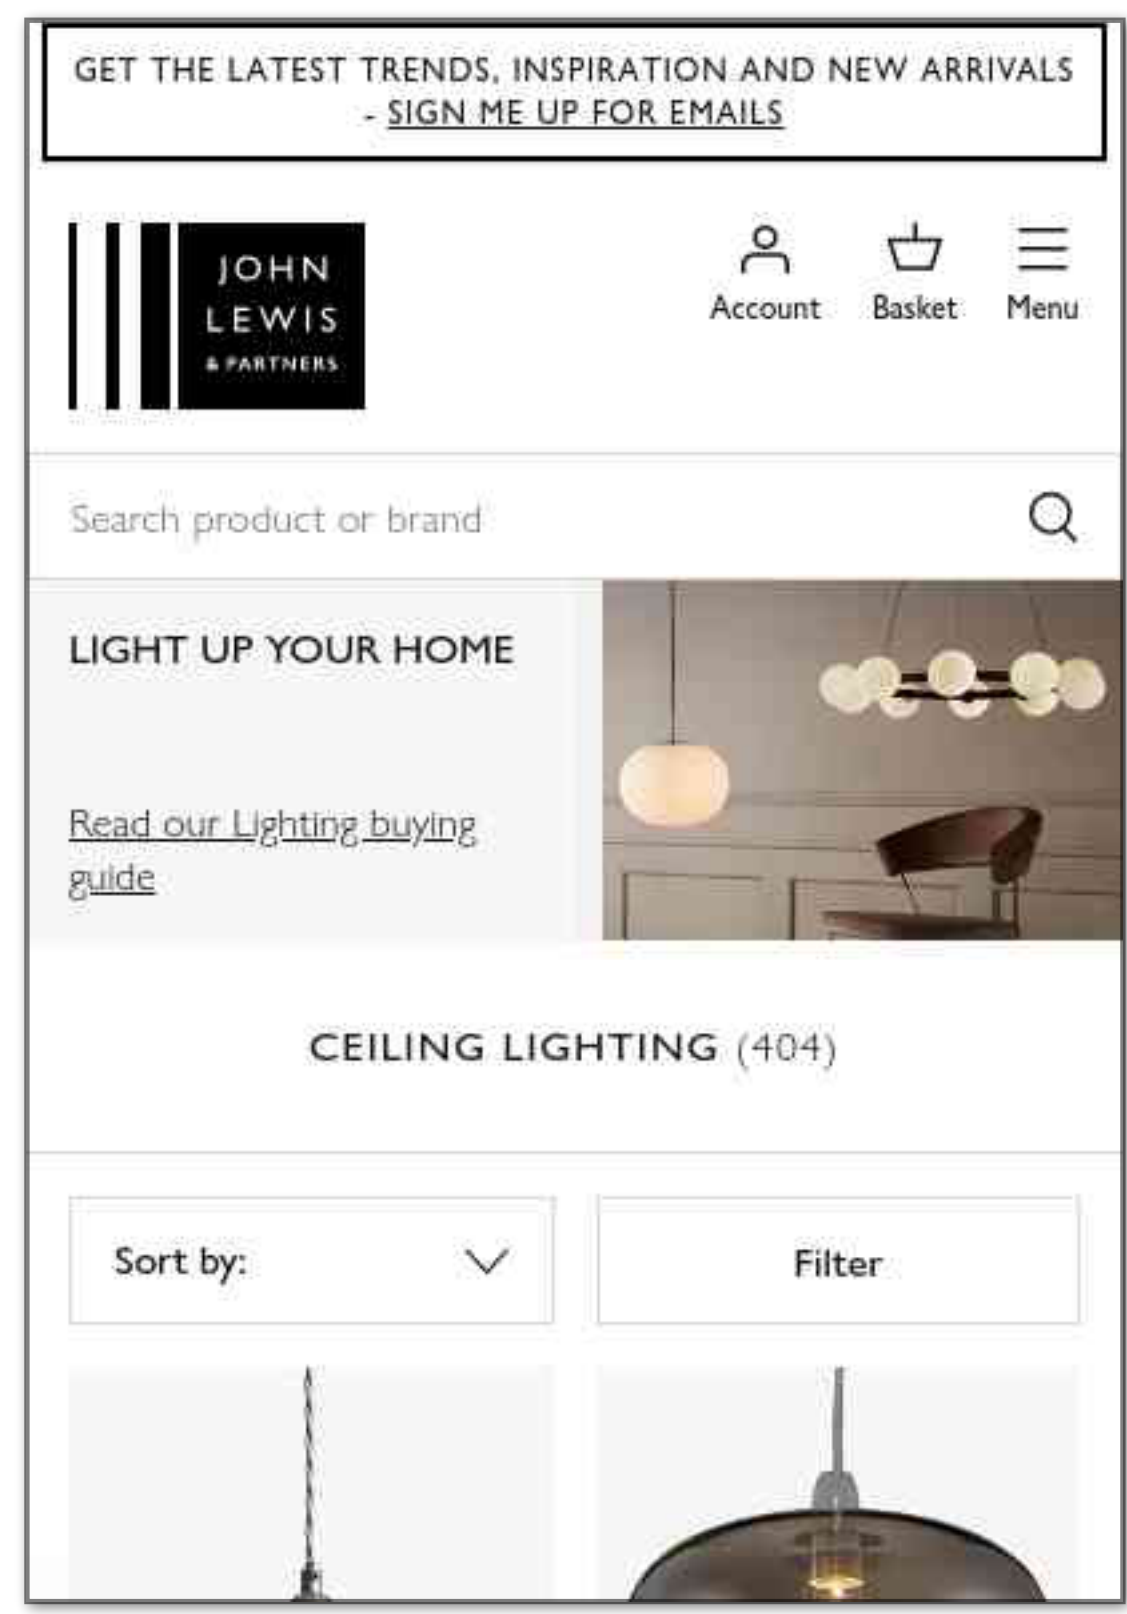 GET THE LATEST TRENDS, INSPIRATION AND NEW ARRIVALS
- SIGN ME UP FOR EMAILS
JOHN
LEWIS
& PARTNERS
Account
Basket
Menu
Search product or brand
LIGHT UP YOUR HOME
Read our Lighting buying
guide
CEILING LIGHTING (404)
Sort by:
Filter